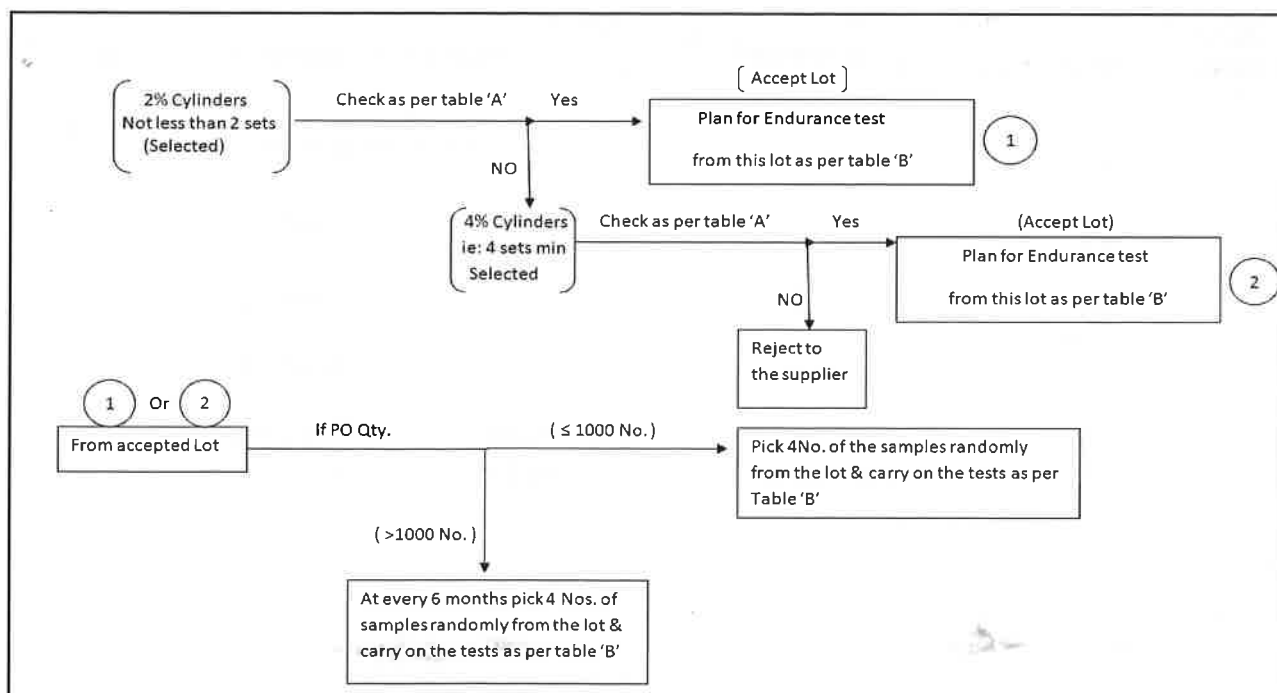 [ Accept Lot ]
2% Cylinders
Not less than 2 sets
(Selected)
Check as per table ‘A’
Yes
Plan for Endurance test
from this lot as per table ‘B’
1
NO
4% Cylinders
ie: 4 sets min
Selected
Check as per table ‘A’
Yes
(Accept Lot)
Plan for Endurance test
from this lot as per table ‘B’
2
NO
Reject to
the supplier
1 Or 2
From accepted Lot
If PO Qty.
( ≤ 1000 No. )
Pick 4No. of the samples randomly
from the lot & carry on the tests as per
Table ‘B’
( >1000 No. )
At every 6 months pick 4 Nos. of
samples randomly from the lot &
carry on the tests as per table ‘B’